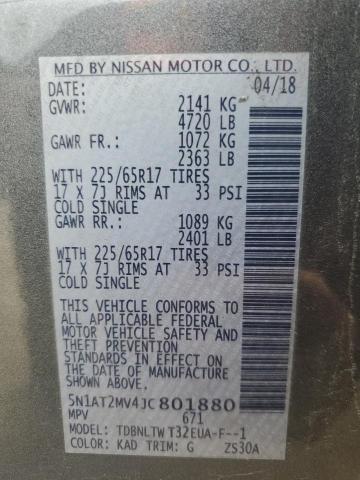 MFD BY NISSAN MOTOR CO., LTD.
DATE: 04/18
GVWR: 2141 KG
4720 LB
GAWR FR.: 1072 KG
2363 LB
WITH 225/65R17 TIRES
17 X 7J RIMS AT 33 PSI
COLD SINGLE
GAWR RR.: 1089 KG
2401 LB
WITH 225/65R17 TIRES
17 X 7J RIMS AT 33 PSI
COLD SINGLE
THIS VEHICLE CONFORMS TO
ALL APPLICABLE FEDERAL
MOTOR VEHICLE SAFETY AND
THEFT PREVENTION
STANDARDS IN EFFECT ON
THE DATE OF MANUFACTURE
SHOWN ABOVE.
5N1AT2MV4JC801880
MPV 671
MODEL: TDBNLTW T32EUA-F--1
COLOR: KAD TRIM: G ZS30A